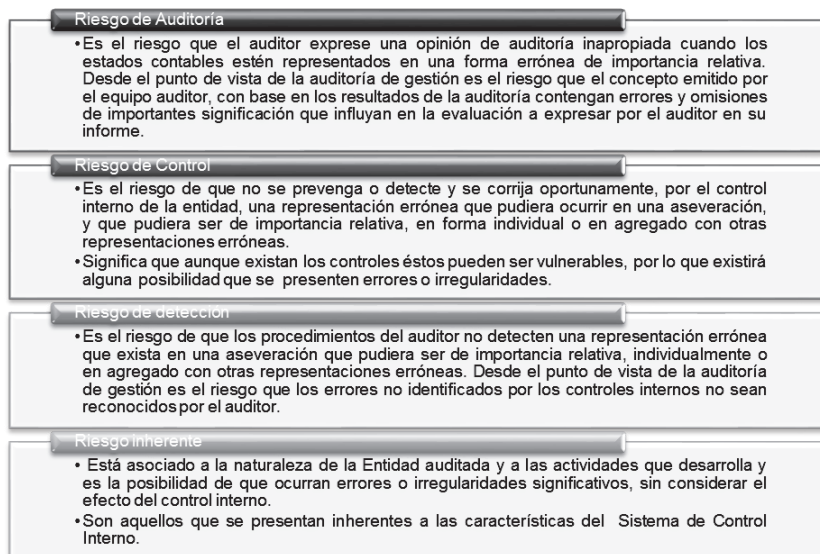 Riesgo de Auditoría
•Es el riesgo que el auditor exprese una opinión de auditoría inapropiada cuando los
estados contables estén representados en una forma errónea de importancia relativa.
Desde el punto de vista de la auditoría de gestión es el riesgo que el concepto emitido por
el equipo auditor, con base en los resultados de la auditoría contengan errores y omisiones
de importantes significación que influyan en la evaluación a expresar por el auditor en su
informe.
Riesgo de Control
•Es el riesgo de que no se prevenga o detecte y se corrija oportunamente, por el control
interno de la entidad, una representación errónea que pudiera ocurrir en una aseveración,
y que pudiera ser de importancia relativa, en forma individual o en agregado con otras
representaciones erróneas.
•Significa que aunque existan los controles éstos pueden ser vulnerables, por lo que existirá
alguna posibilidad que se presenten errores o irregularidades.
Riesgo de detección
•Es el riesgo de que los procedimientos del auditor no detecten una representación errónea
que exista en una aseveración que pudiera ser de importancia relativa, individualmente o
en agregado con otras representaciones erróneas. Desde el punto de vista de la auditoría
de gestión es el riesgo que los errores no identificados por los controles internos no sean
reconocidos por el auditor.
Riesgo Inherente
• Está asociado a la naturaleza de la Entidad auditada y a las actividades que desarrolla y
es la posibilidad de que ocurran errores o irregularidades significativos, sin considerar el
efecto del control interno.
•Son aquellos que se presentan inherentes a las características del Sistema de Control
Interno.